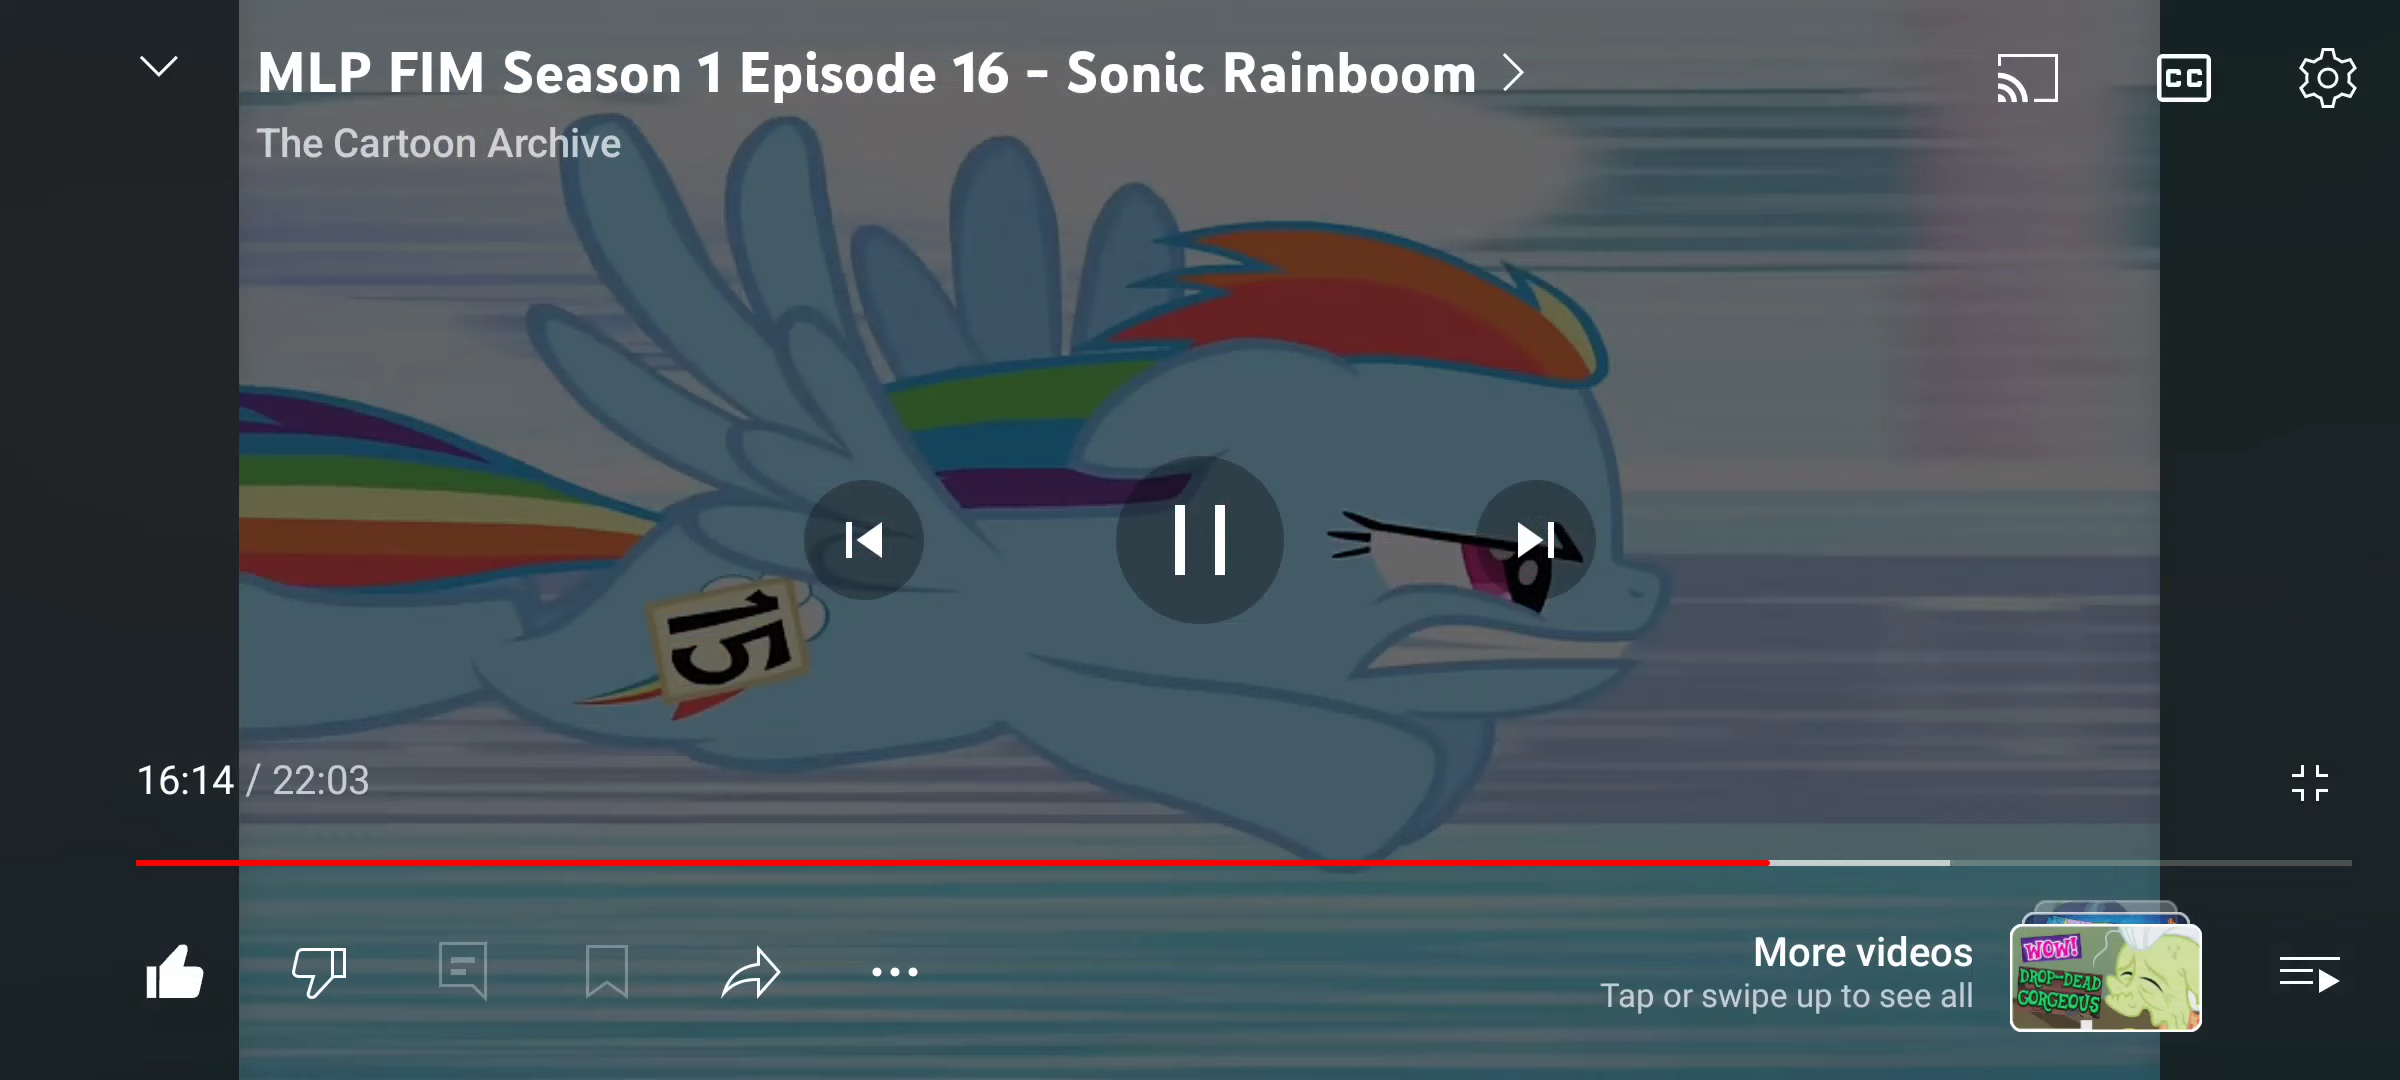 MLP FIM Season 1 Episode 16 - Sonic Rainboom
The Cartoon Archive
CC
15
16:14 / 22:03
More videos
Tap or swipe up to see all
WOW!
DROP-DEAD
GORGEOUS